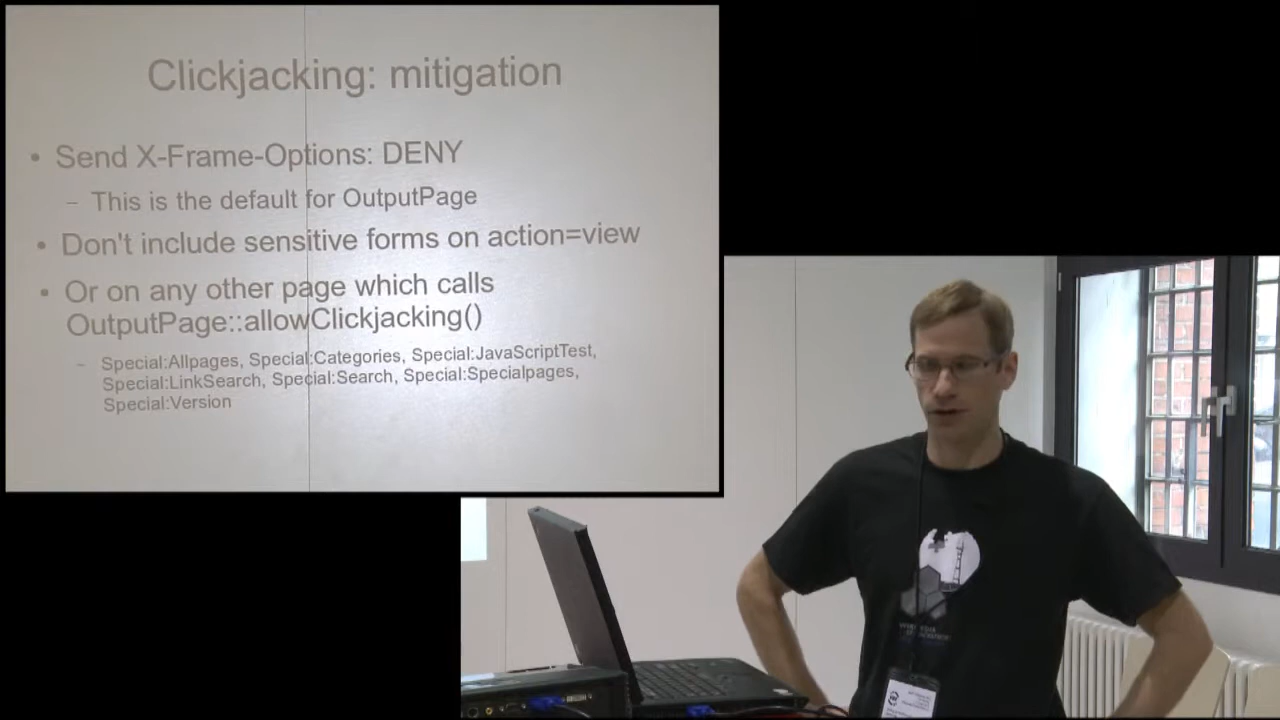 Clickjacking: mitigation
• Send X-Frame-Options: DENY
– This is the default for OutputPage
• Don't include sensitive forms on action=view
• Or on any other page which calls
OutputPage::allowClickjacking()
– Special:Allpages, Special:Categories, Special:JavaScriptTest,
Special:LinkSearch, Special:Search, Special:Specialpages,
Special:Version